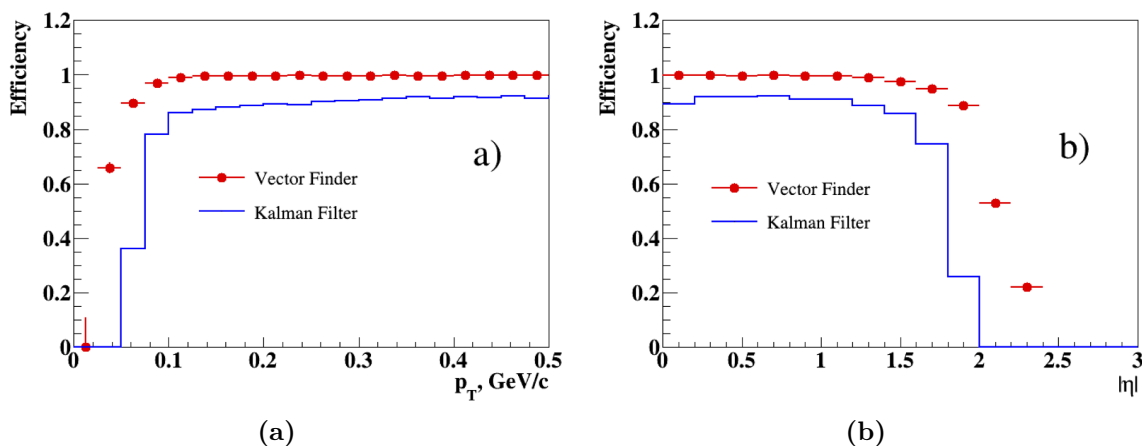 Efficiency
1.2
1
0.8
0.6
0.4
0.2
0
a)
Vector Finder
Kalman Filter
0 0.1 0.2 0.3 0.4 0.5
p_T, GeV/c
(a)
Efficiency
1.2
1
0.8
0.6
0.4
0.2
0
b)
Vector Finder
Kalman Filter
0 0.5 1 1.5 2 2.5 3
|η|
(b)